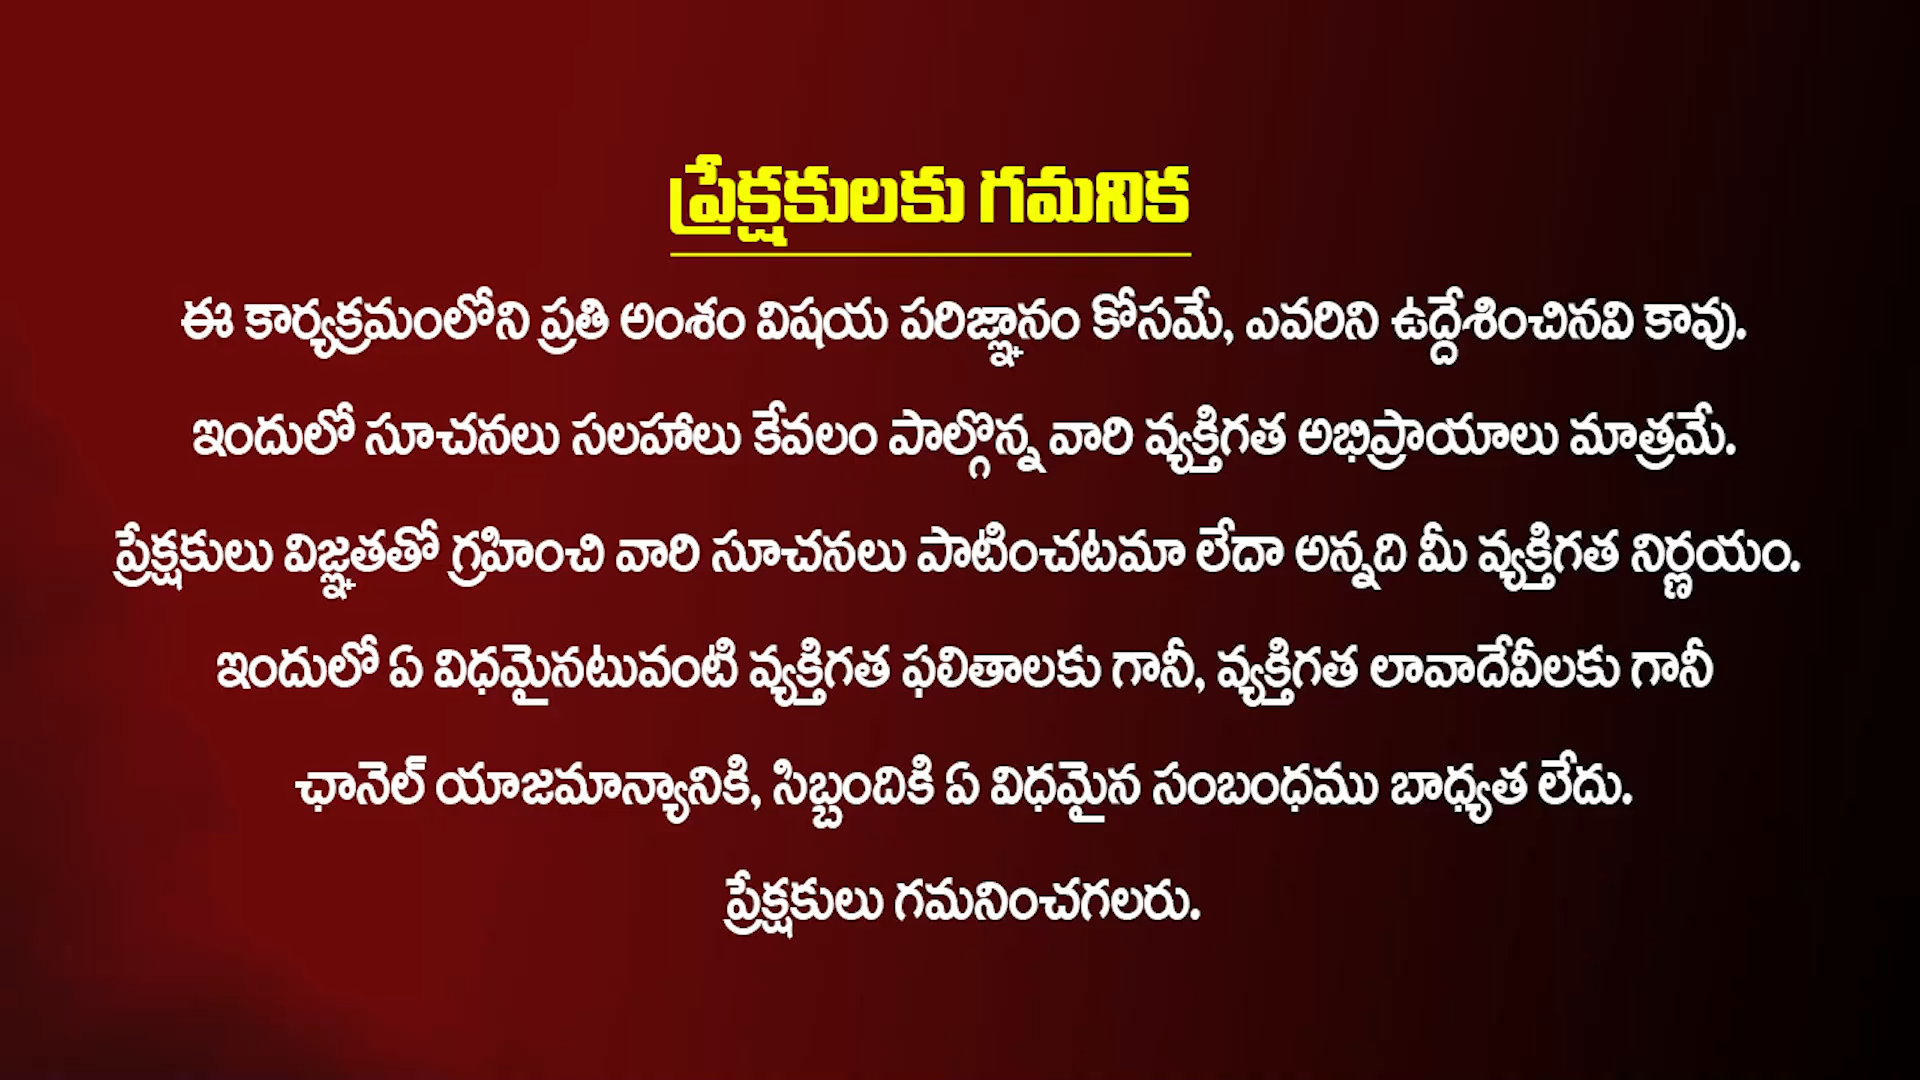 ప్రేక్షకులకు గమనిక
ఈ కార్యక్రమంలోని ప్రతి అంశం విషయ పరిజ్ఞానం కోసమే, ఎవరిని ఉద్దేశించినవి కావు.
ఇందులో సూచనలు సలహాలు కేవలం పాల్గొన్న వారి వ్యక్తిగత అభిప్రాయాలు మాత్రమే.
ప్రేక్షకులు విజ్ఞతతో గ్రహించి వారి సూచనలు పాటించటమా లేదా అన్నది మీ వ్యక్తిగత నిర్ణయం.
ఇందులో ఏ విధమైనటువంటి వ్యక్తిగత ఫలితాలకు గానీ, వ్యక్తిగత లావాదేవీలకు గానీ
ఛానెల్ యాజమాన్యానికి, సిబ్బందికి ఏ విధమైన సంబంధము బాధ్యత లేదు.
ప్రేక్షకులు గమనించగలరు.